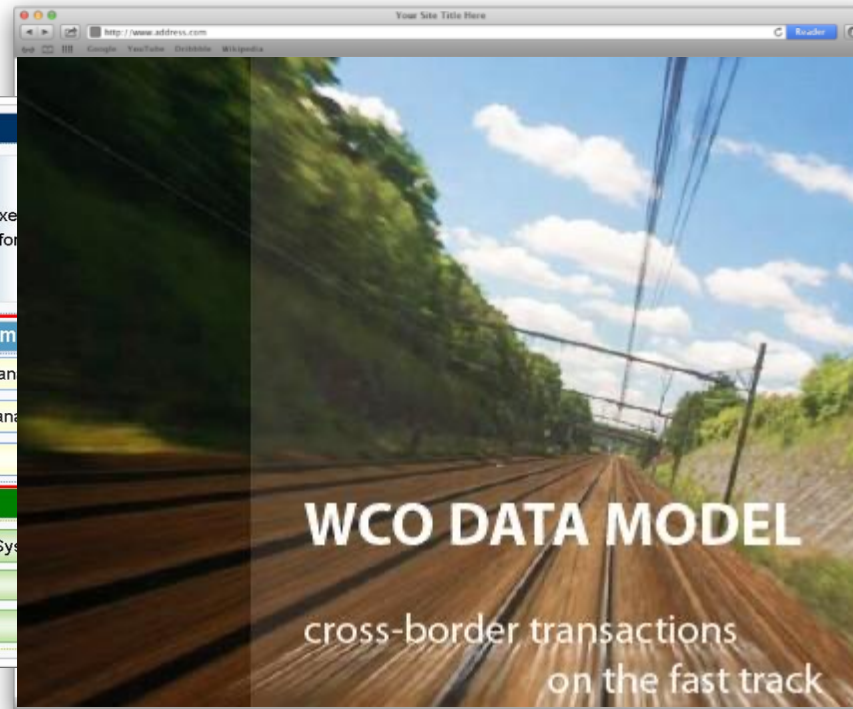 Your Site Title Here
http://www.address.com
Reader
Google YouTube Dribbble Wikipedia
WCO DATA MODEL
cross-border transactions
on the fast track